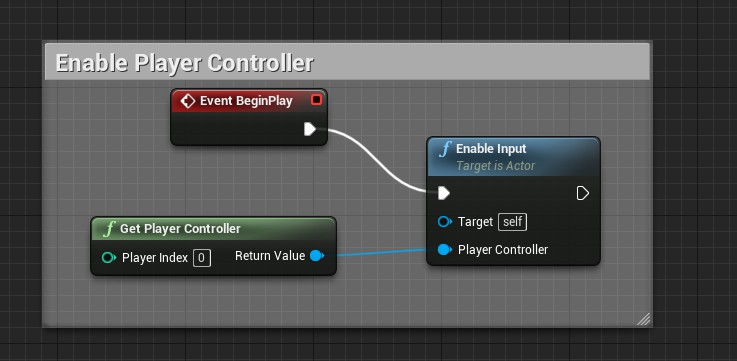 Enable Player Controller
Event BeginPlay
f Enable Input
Target is Actor
Target self
Player Controller
f Get Player Controller
Player Index 0 Return Value